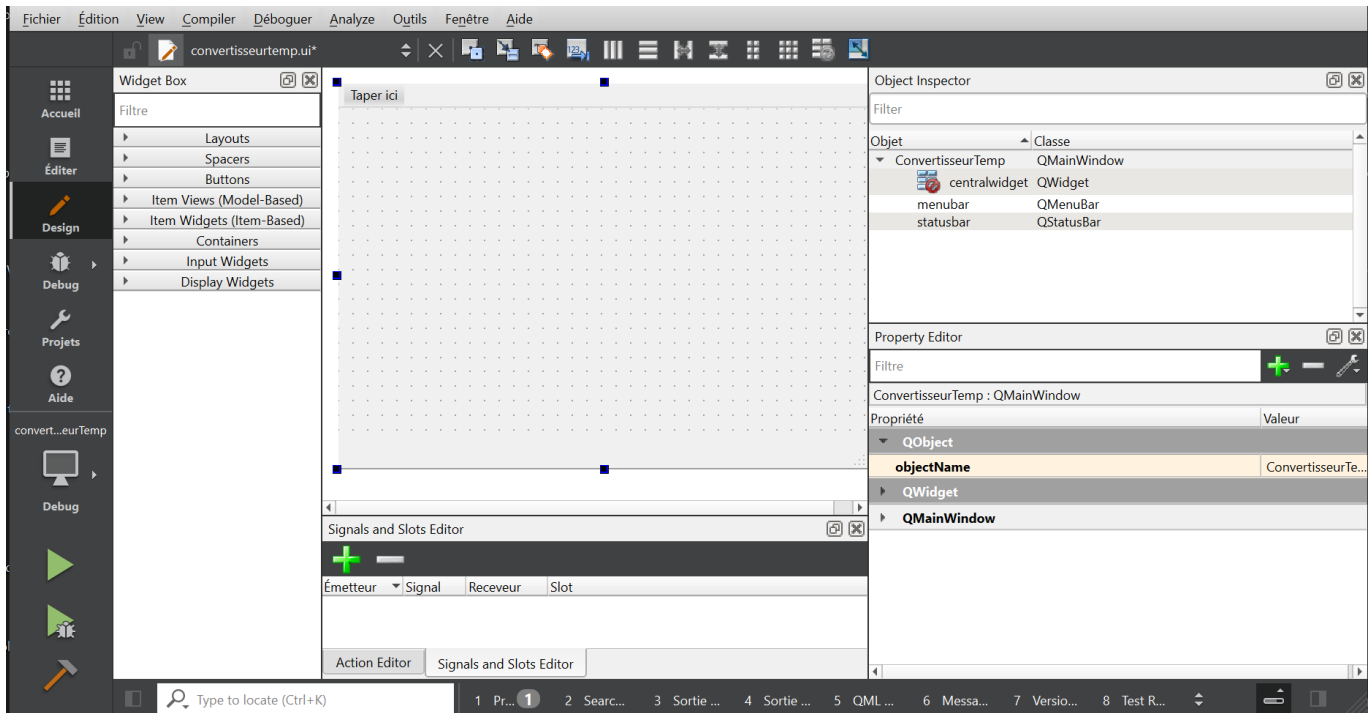 Fichier Édition View Compiler Déboguer Analyze Outils Fenêtre Aide
convertisseurtemp.ui*
Accueil
Éditer
Design
Debug
Projets
Aide
convert...eurTemp
Debug
Widget Box
Filtre
Layouts
Spacers
Buttons
Item Views (Model-Based)
Item Widgets (Item-Based)
Containers
Input Widgets
Display Widgets
Taper ici
Signals and Slots Editor
Émetteur Signal Receveur Slot
Action Editor Signals and Slots Editor
Object Inspector
Filter
Objet Classe
ConvertisseurTemp QMainWindow
centralwidget QWidget
menubar QMenuBar
statusbar QStatusBar
Property Editor
Filtre
ConvertisseurTemp : QMainWindow
Propriété Valeur
QObject
objectName ConvertisseurTe...
QWidget
QMainWindow
Type to locate (Ctrl+K) 1 Pr... 1 2 Searc... 3 Sortie ... 4 Sortie ... 5 QML ... 6 Messa... 7 Versio... 8 Test R...